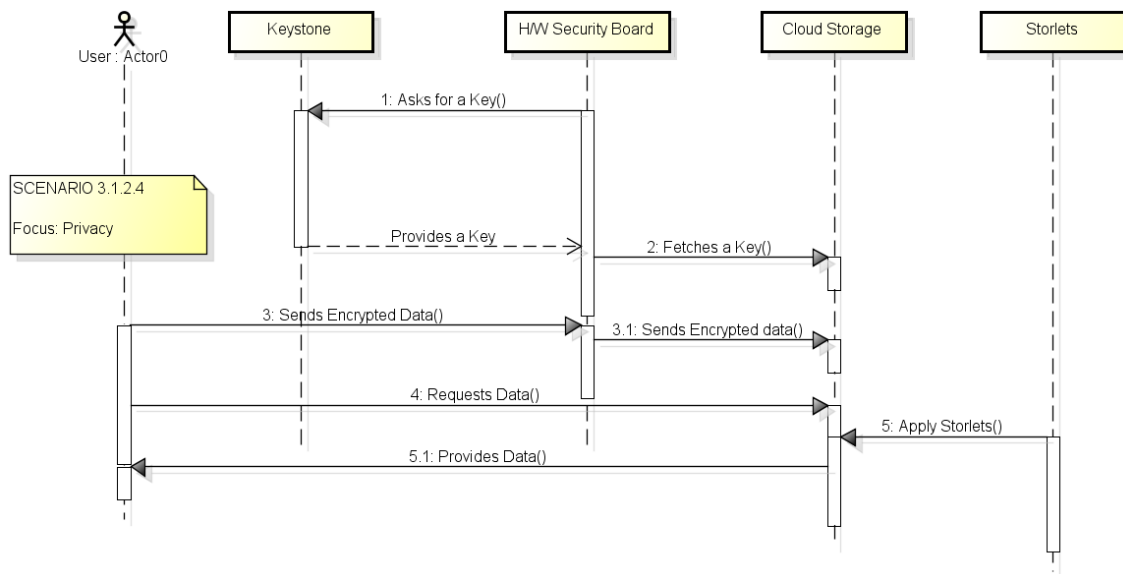 User : Actor0
Keystone
H/W Security Board
Cloud Storage
Storlets
1: Asks for a Key()
SCENARIO 3.1.2.4
Focus: Privacy
Provides a Key
2: Fetches a Key()
3: Sends Encrypted Data()
3.1: Sends Encrypted data()
4: Requests Data()
5: Apply Storlets()
5.1: Provides Data()